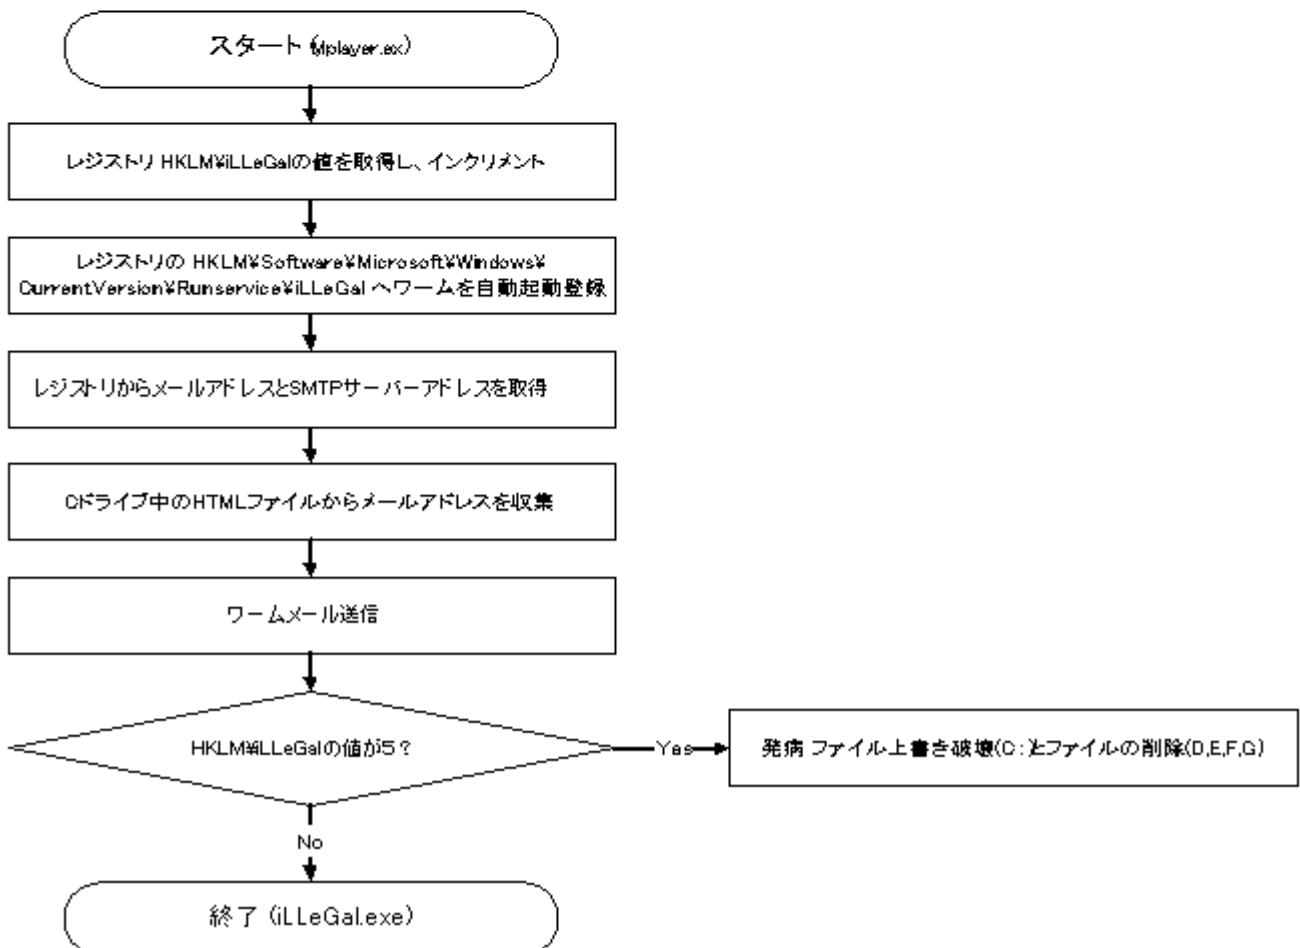 スタート (Mplayer.ex)
レジストリ HKLM¥iLLeGalの値を取得し、インクリメント
レジストリの HKLM¥Software¥Microsoft¥Windows¥
CurrentVersion¥Runservice¥iLLeGal へワームを自動起動登録
レジストリからメールアドレスとSMTPサーバーアドレスを取得
Cドライブ中のHTMLファイルからメールアドレスを収集
ワームメール送信
HKLM¥iLLeGalの値が5？
Yes
発病 ファイル上書き破壊(C:)とファイルの削除(D,E,F,G)
No
終了 (iLLeGal.exe)